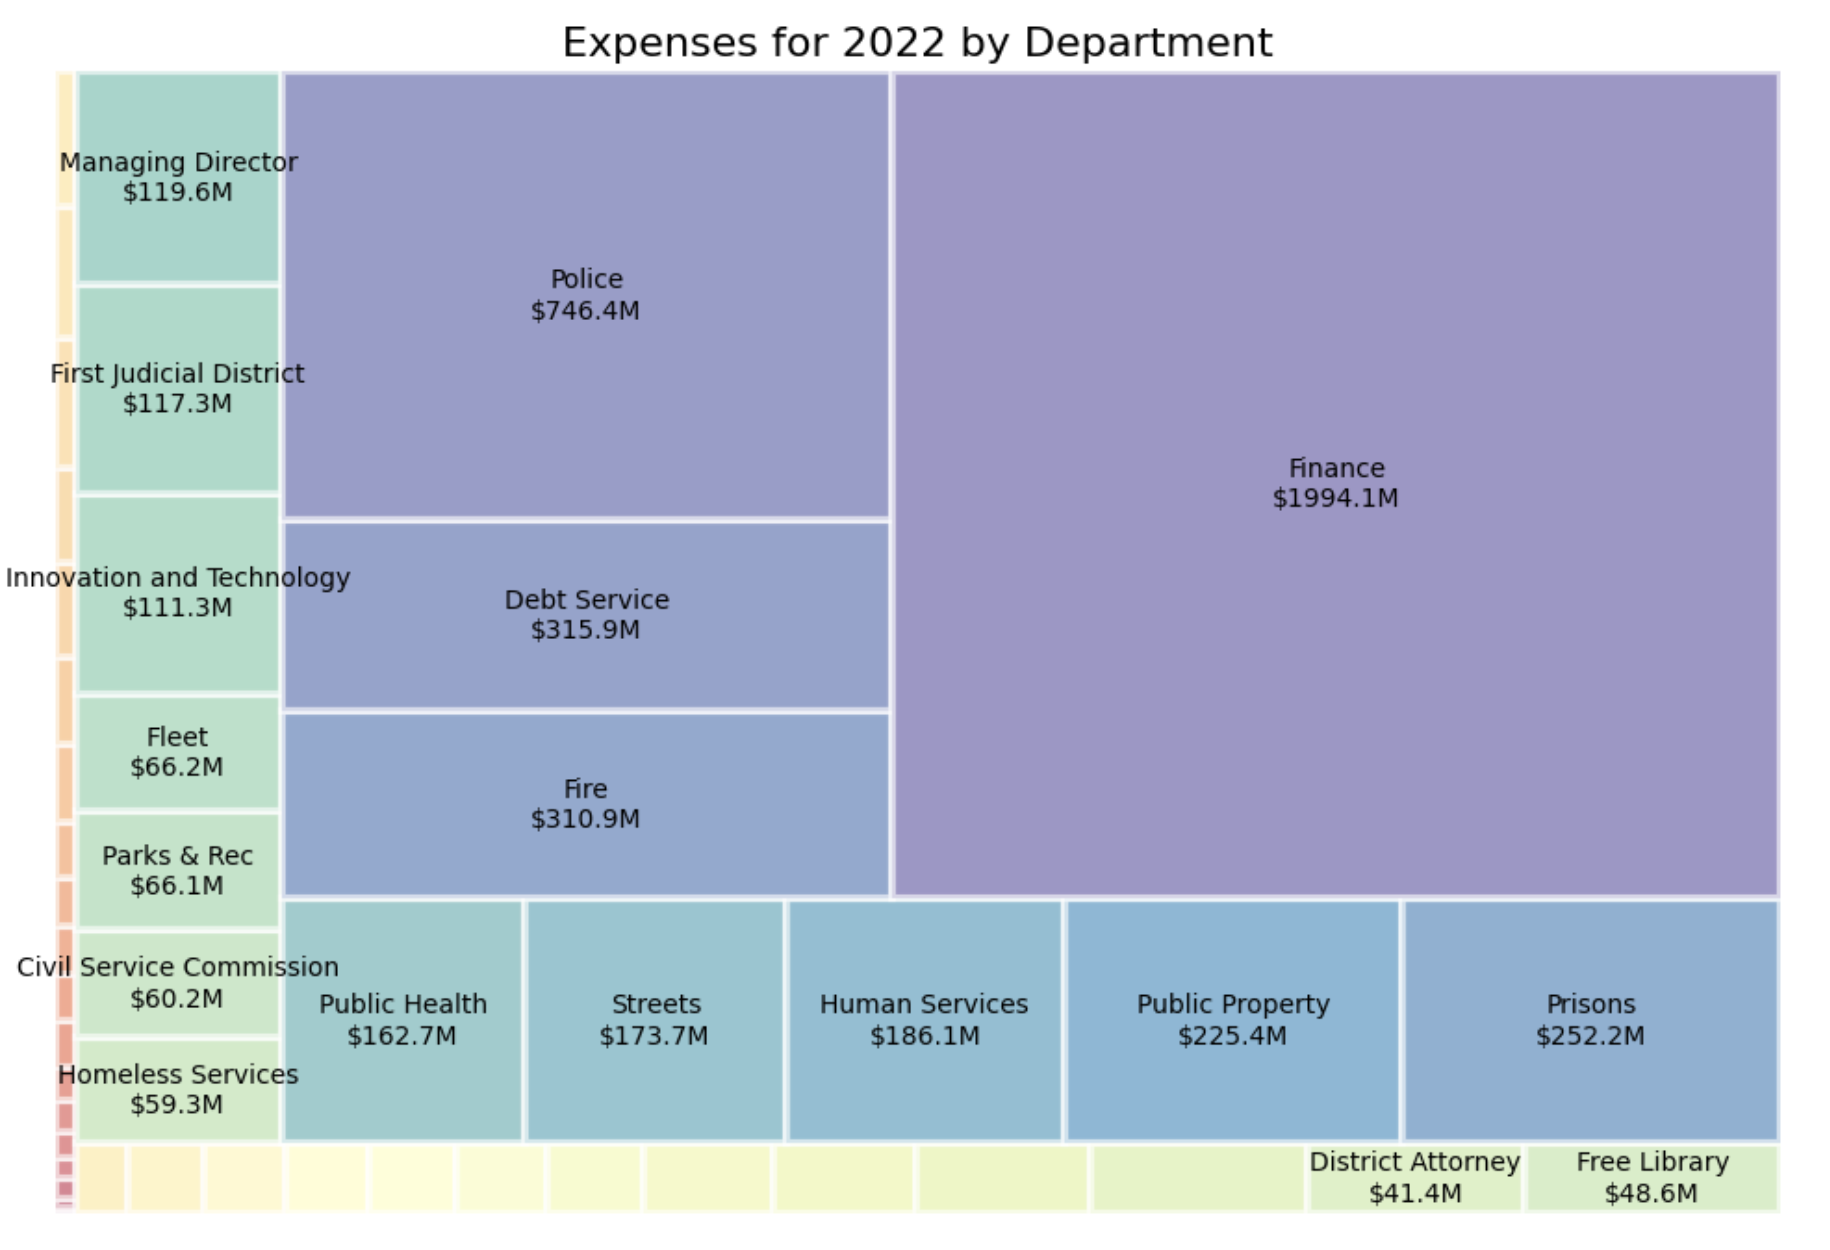 Expenses for 2022 by Department
Managing Director
$119.6M
First Judicial District
$117.3M
Innovation and Technology
$111.3M
Fleet
$66.2M
Parks & Rec
$66.1M
Civil Service Commission
$60.2M
Homeless Services
$59.3M
Police
$746.4M
Debt Service
$315.9M
Fire
$310.9M
Finance
$1994.1M
Public Health
$162.7M
Streets
$173.7M
Human Services
$186.1M
Public Property
$225.4M
Prisons
$252.2M
District Attorney
$41.4M
Free Library
$48.6M